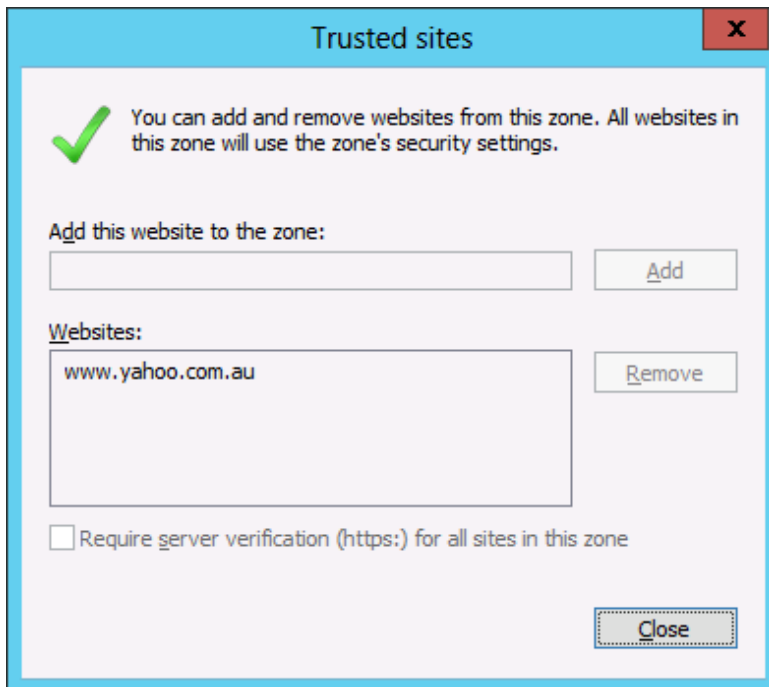 Trusted sites
x
You can add and remove websites from this zone. All websites in
this zone will use the zone's security settings.
Add this website to the zone:
Add
Websites:
www.yahoo.com.au
Remove
Require server verification (https:) for all sites in this zone
Close